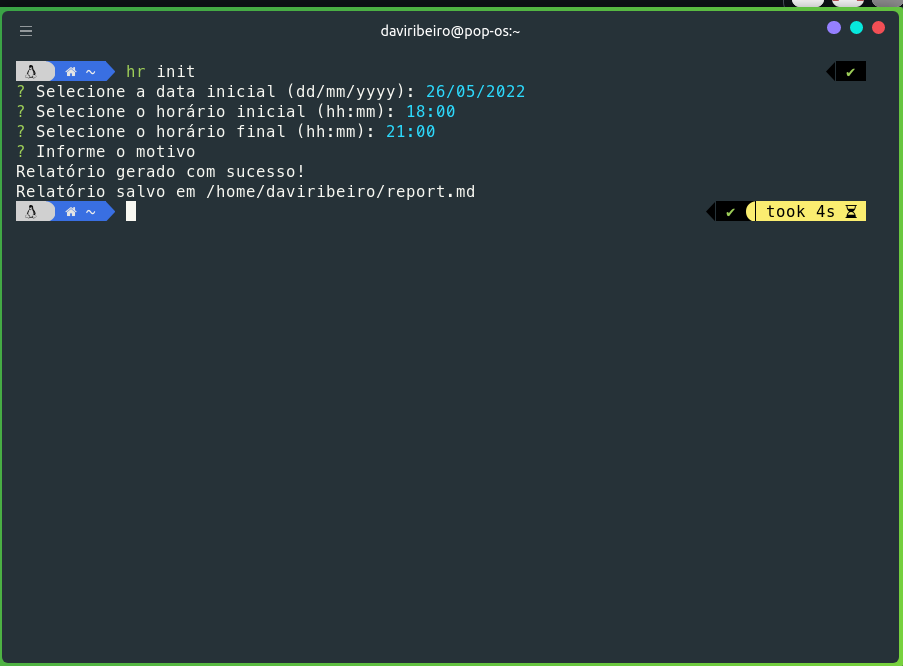 daviribeiro@pop-os:~
~ hr init ✔
? Selecione a data inicial (dd/mm/yyyy): 26/05/2022
? Selecione o horário inicial (hh:mm): 18:00
? Selecione o horário final (hh:mm): 21:00
? Informe o motivo
Relatório gerado com sucesso!
Relatório salvo em /home/daviribeiro/report.md
~ ✔ took 4s